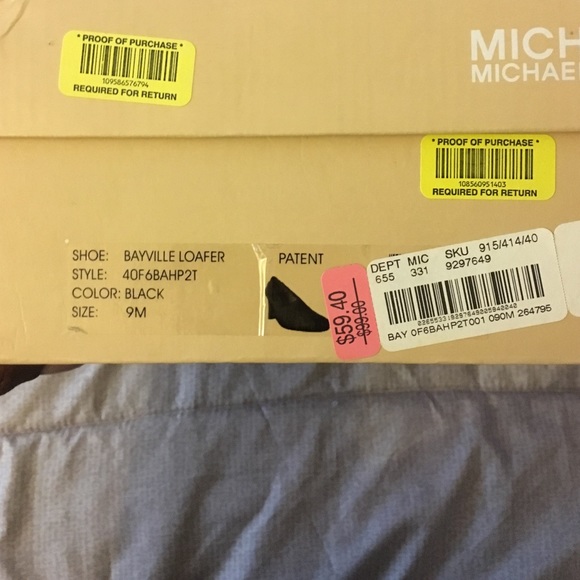 * PROOF OF PURCHASE *
109586576794
REQUIRED FOR RETURN
MICH
MICHAEL
* PROOF OF PURCHASE *
108560951403
REQUIRED FOR RETURN
SHOE: BAYVILLE LOAFER
STYLE: 40F6BAHP2T
COLOR: BLACK
SIZE: 9M
PATENT
$59.40
$99.00
DEPT MIC SKU 915/414/40
655 331 9297649
BAY 0F6BAHP2T001 090M 264795